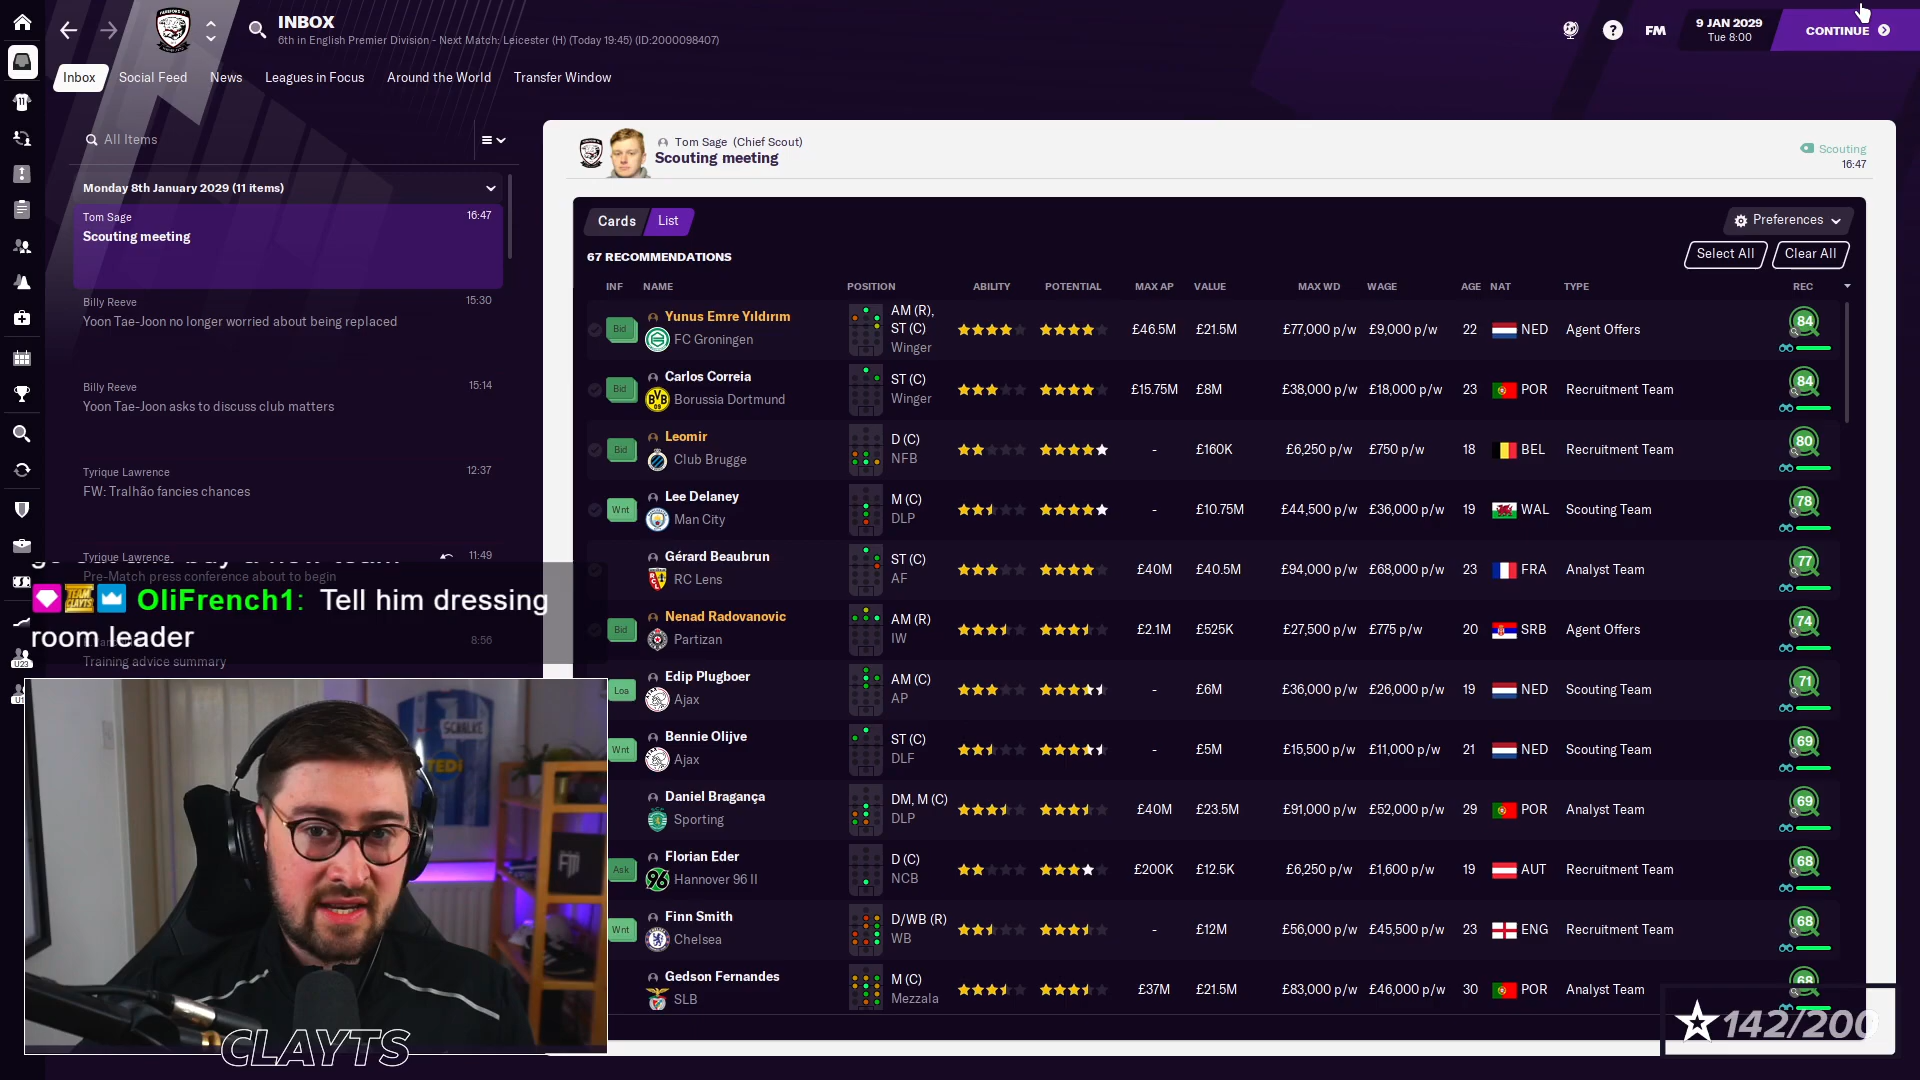 INBOX
6th in English Premier Division - Next Match: Leicester (H) (Today 19:45) (ID:2000098407)
FM
9 JAN 2029
Tue 8:00
CONTINUE
Inbox Social Feed News Leagues in Focus Around the World Transfer Window
All Items
Monday 8th January 2029 (11 items)
Tom Sage 16:47
Scouting meeting
Billy Reeve 15:30
Yoon Tae-Joon no longer worried about being replaced
Billy Reeve 15:14
Yoon Tae-Joon asks to discuss club matters
Tyrique Lawrence 12:37
FW: Tralhão fancies chances
Tyrique Lawrence 11:49
Pre-Match press conference about to begin
OliFrench1: Tell him dressing
room leader
8:56
Training advice summary
Tom Sage (Chief Scout)
Scouting meeting
Scouting
16:47
Cards List
Preferences
67 RECOMMENDATIONS
Select All Clear All
INF NAME POSITION ABILITY POTENTIAL MAX AP VALUE MAX WD WAGE AGE NAT TYPE REC
Bid Yunus Emre Yıldırım FC Groningen AM (R), ST (C) Winger £46.5M £21.5M £77,000 p/w £9,000 p/w 22 NED Agent Offers 84
Bid Carlos Correia Borussia Dortmund ST (C) Winger £15.75M £8M £38,000 p/w £18,000 p/w 23 POR Recruitment Team 84
Bid Leomir Club Brugge D (C) NFB - £160K £6,250 p/w £750 p/w 18 BEL Recruitment Team 80
Wnt Lee Delaney Man City M (C) DLP - £10.75M £44,500 p/w £36,000 p/w 19 WAL Scouting Team 78
Gérard Beaubrun RC Lens ST (C) AF £40M £40.5M £94,000 p/w £68,000 p/w 23 FRA Analyst Team 77
Bid Nenad Radovanovic Partizan AM (R) IW £2.1M £525K £27,500 p/w £775 p/w 20 SRB Agent Offers 74
Loa Edip Plugboer Ajax AM (C) AP - £6M £36,000 p/w £26,000 p/w 19 NED Scouting Team 71
Wnt Bennie Olijve Ajax ST (C) DLF - £5M £15,500 p/w £11,000 p/w 21 NED Scouting Team 69
Daniel Bragança Sporting DM, M (C) DLP £40M £23.5M £91,000 p/w £52,000 p/w 29 POR Analyst Team 69
Ask Florian Eder Hannover 96 II D (C) NCB £200K £12.5K £6,250 p/w £1,600 p/w 19 AUT Recruitment Team 68
Wnt Finn Smith Chelsea D/WB (R) WB - £12M £56,000 p/w £45,500 p/w 23 ENG Recruitment Team 68
Gedson Fernandes SLB M (C) Mezzala £37M £21.5M £83,000 p/w £46,000 p/w 30 POR Analyst Team 68
SCHALKE
CLAYTS
142/200